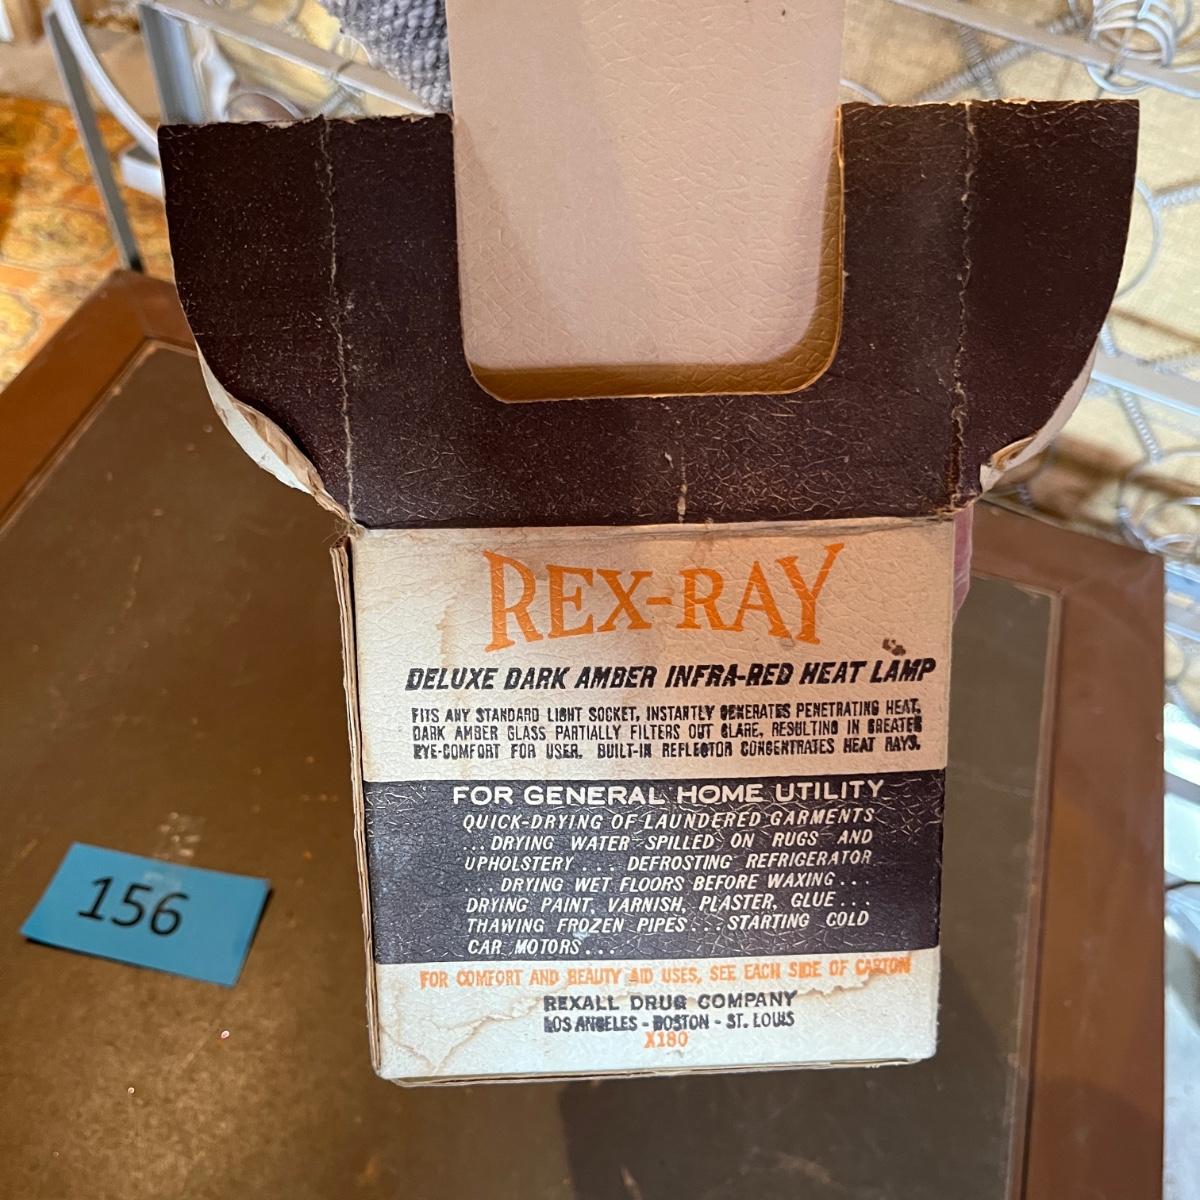 REX-RAY
DELUXE DARK AMBER INFRA-RED HEAT LAMP
FITS ANY STANDARD LIGHT SOCKET, INSTANTLY GENERATES PENETRATING HEAT.
DARK AMBER GLASS PARTIALLY FILTERS OUT GLARE, RESULTING IN GREATER
EYE-COMFORT FOR USER. BUILT-IN REFLECTOR CONCENTRATES HEAT RAYS.
FOR GENERAL HOME UTILITY
QUICK-DRYING OF LAUNDERED GARMENTS
...DRYING WATER SPILLED ON RUGS AND
UPHOLSTERY ... DEFROSTING REFRIGERATOR
...DRYING WET FLOORS BEFORE WAXING...
DRYING PAINT, VARNISH, PLASTER, GLUE...
THAWING FROZEN PIPES...STARTING COLD
CAR MOTORS...
FOR COMFORT AND BEAUTY AID USES, SEE EACH SIDE OF CARTON
REXALL DRUG COMPANY
LOS ANGELES - BOSTON - ST. LOUIS
X180
156